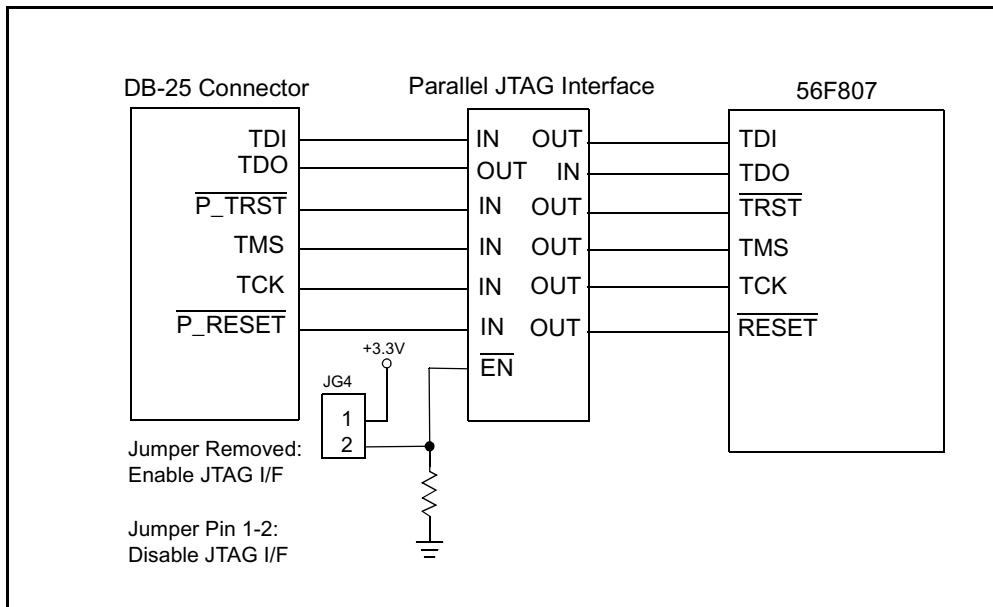 DB-25 Connector
Parallel JTAG Interface
56F807
TDI
IN OUT
TDI
TDO
OUT IN
TDO
P_TRST
IN OUT
TRST
TMS
IN OUT
TMS
TCK
IN OUT
TCK
P_RESET
IN OUT
RESET
+3.3V
EN
JG4
1
2
Jumper Removed:
Enable JTAG I/F
Jumper Pin 1-2:
Disable JTAG I/F